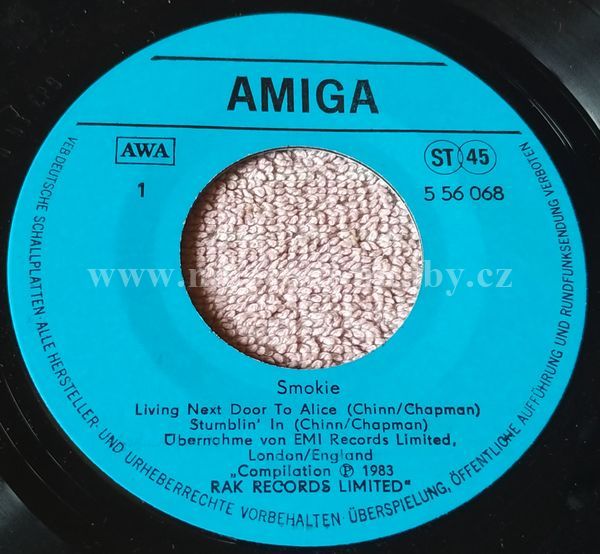 AMIGA
AWA
ST 45
1
5 56 068
Smokie
Living Next Door To Alice (Chinn/Chapman)
Stumblin' In (Chinn/Chapman)
Übernahme von EMI Records Limited,
London/England
„Compilation ℗ 1983
RAK RECORDS LIMITED"
VEB DEUTSCHE SCHALLPLATTEN · ALLE HERSTELLER- UND URHEBERRECHTE VORBEHALTEN · ÜBERSPIELUNG, ÖFFENTLICHE AUFFÜHRUNG UND RUNDFUNKSENDUNG VERBOTEN